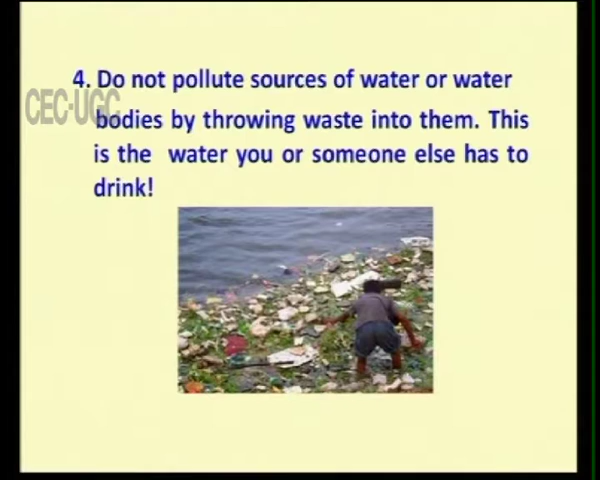 4. Do not pollute sources of water or water
CEC-UGC
bodies by throwing waste into them. This
is the water you or someone else has to
drink!